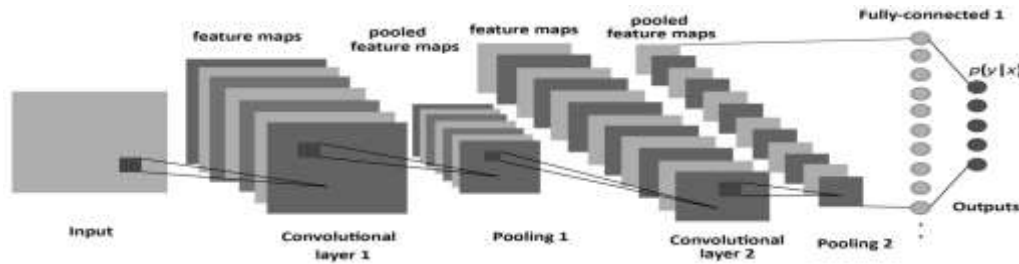 feature maps
pooled
feature maps
feature maps
pooled
feature maps
Fully-connected 1
p(y|x)
Input
Convolutional
layer 1
Pooling 1
Convolutional
layer 2
Pooling 2
Outputs